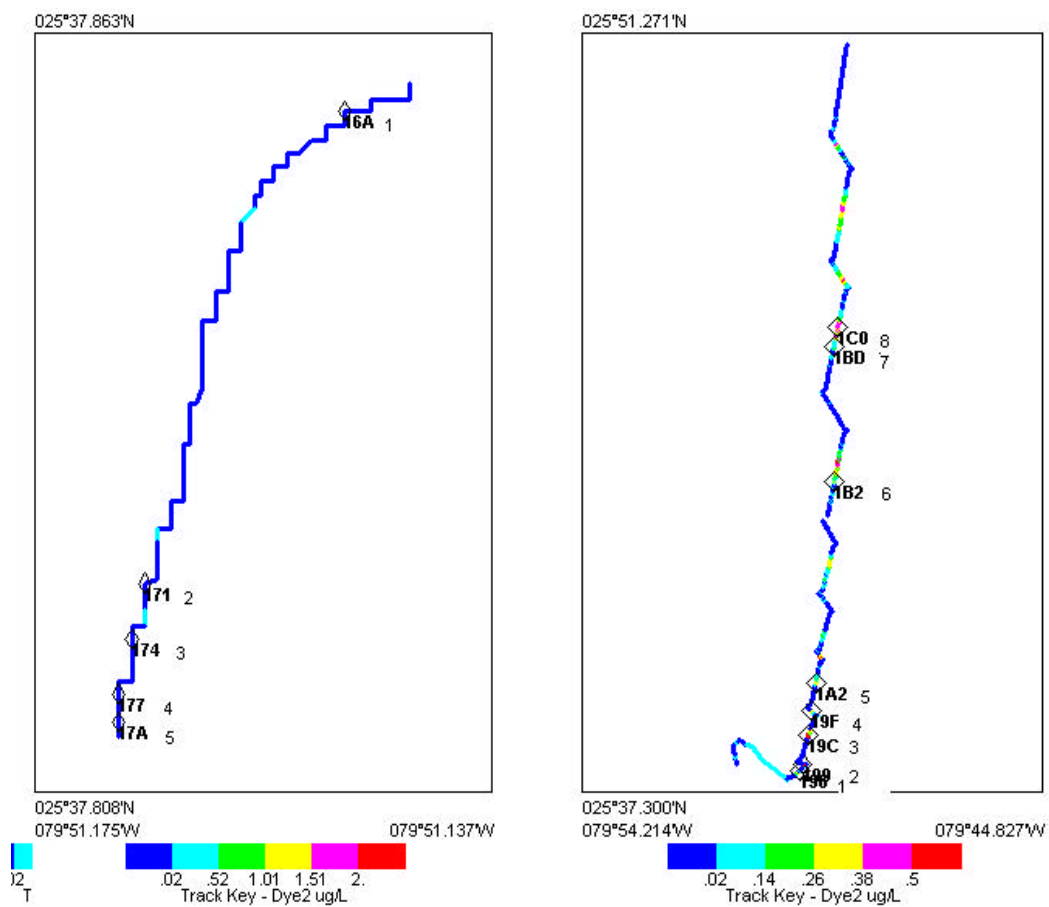 025°37.863'N
16A 1
171 2
174 3
177 4
17A 5
025°37.808'N
079°51.175'W 079°51.137'W
.02 .52 1.01 1.51 2.
T Track Key - Dye2 ug/L
025°51.271'N
1C0 8
1BD 7
1B2 6
1A2 5
19F 4
19C 3
2
196 1
025°37.300'N
079°54.214'W 079°44.827'W
.02 .14 .26 .38 .5
Track Key - Dye2 ug/L